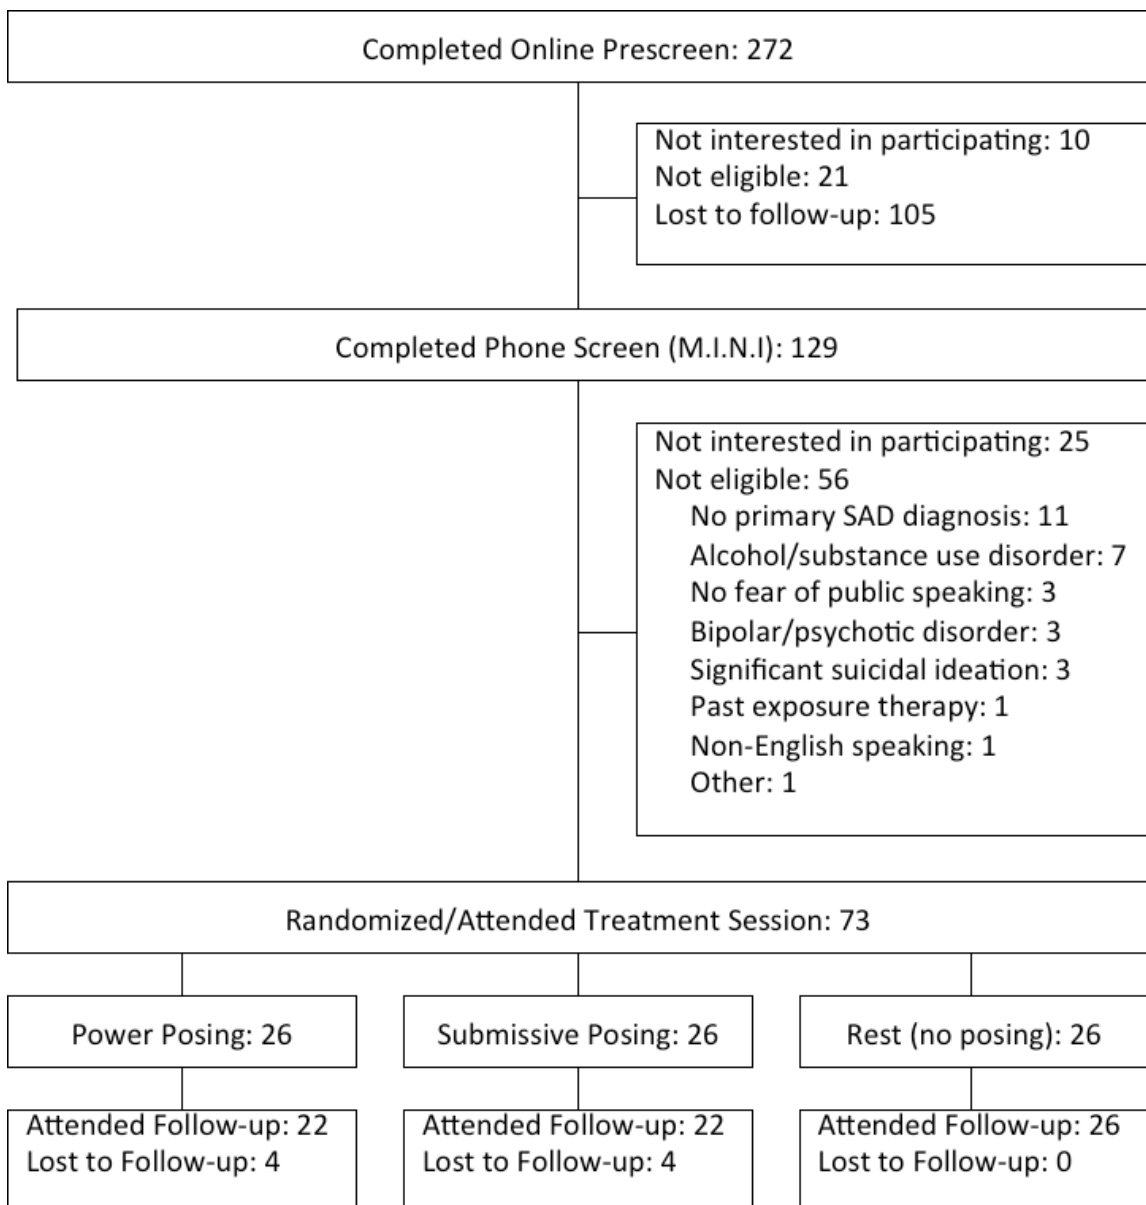 Completed Online Prescreen: 272
Not interested in participating: 10
Not eligible: 21
Lost to follow-up: 105
Completed Phone Screen (M.I.N.I): 129
Not interested in participating: 25
Not eligible: 56
No primary SAD diagnosis: 11
Alcohol/substance use disorder: 7
No fear of public speaking: 3
Bipolar/psychotic disorder: 3
Significant suicidal ideation: 3
Past exposure therapy: 1
Non-English speaking: 1
Other: 1
Randomized/Attended Treatment Session: 73
Power Posing: 26
Submissive Posing: 26
Rest (no posing): 26
Attended Follow-up: 22
Lost to Follow-up: 4
Attended Follow-up: 22
Lost to Follow-up: 4
Attended Follow-up: 26
Lost to Follow-up: 0